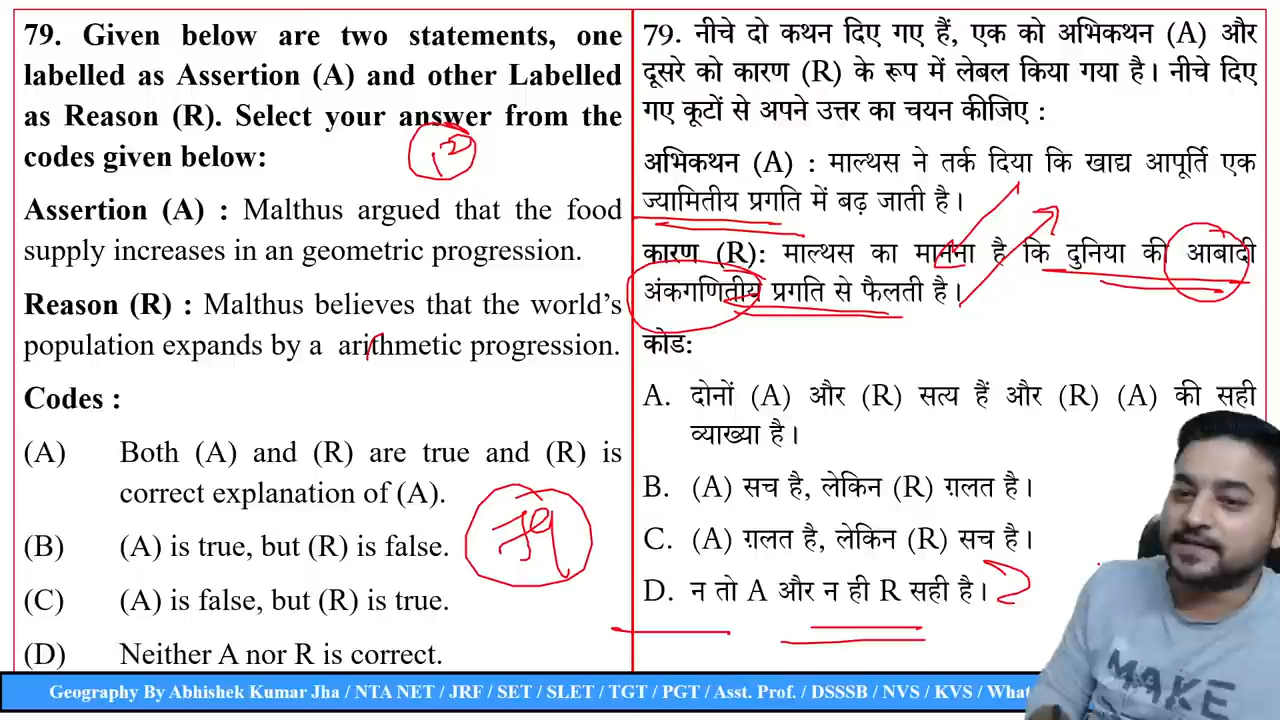 79. Given below are two statements, one
labelled as Assertion (A) and other Labelled
as Reason (R). Select your answer from the
codes given below:
Assertion (A) : Malthus argued that the food
supply increases in an geometric progression.
Reason (R) : Malthus believes that the world's
population expands by a arithmetic progression.
Codes :
(A) Both (A) and (R) are true and (R) is
correct explanation of (A).
(B) (A) is true, but (R) is false.
(C) (A) is false, but (R) is true.
(D) Neither A nor R is correct.
79
79. नीचे दो कथन दिए गए हैं, एक को अभिकथन (A) और
दूसरे को कारण (R) के रूप में लेबल किया गया है। नीचे दिए
गए कूटों से अपने उत्तर का चयन कीजिए :
अभिकथन (A) : माल्थस ने तर्क दिया कि खाद्य आपूर्ति एक
ज्यामितीय प्रगति में बढ़ जाती है।
कारण (R): माल्थस का मानना है कि दुनिया की आबादी
अंकगणितीय प्रगति से फैलती है।
कोड:
A. दोनों (A) और (R) सत्य हैं और (R) (A) की सही
व्याख्या है।
B. (A) सच है, लेकिन (R) ग़लत है।
C. (A) ग़लत है, लेकिन (R) सच है।
D. न तो A और न ही R सही है।
MAKE
Geography By Abhishek Kumar Jha / NTA NET / JRF / SET / SLET / TGT / PGT / Asst. Prof. / DSSSB / NVS / KVS / What